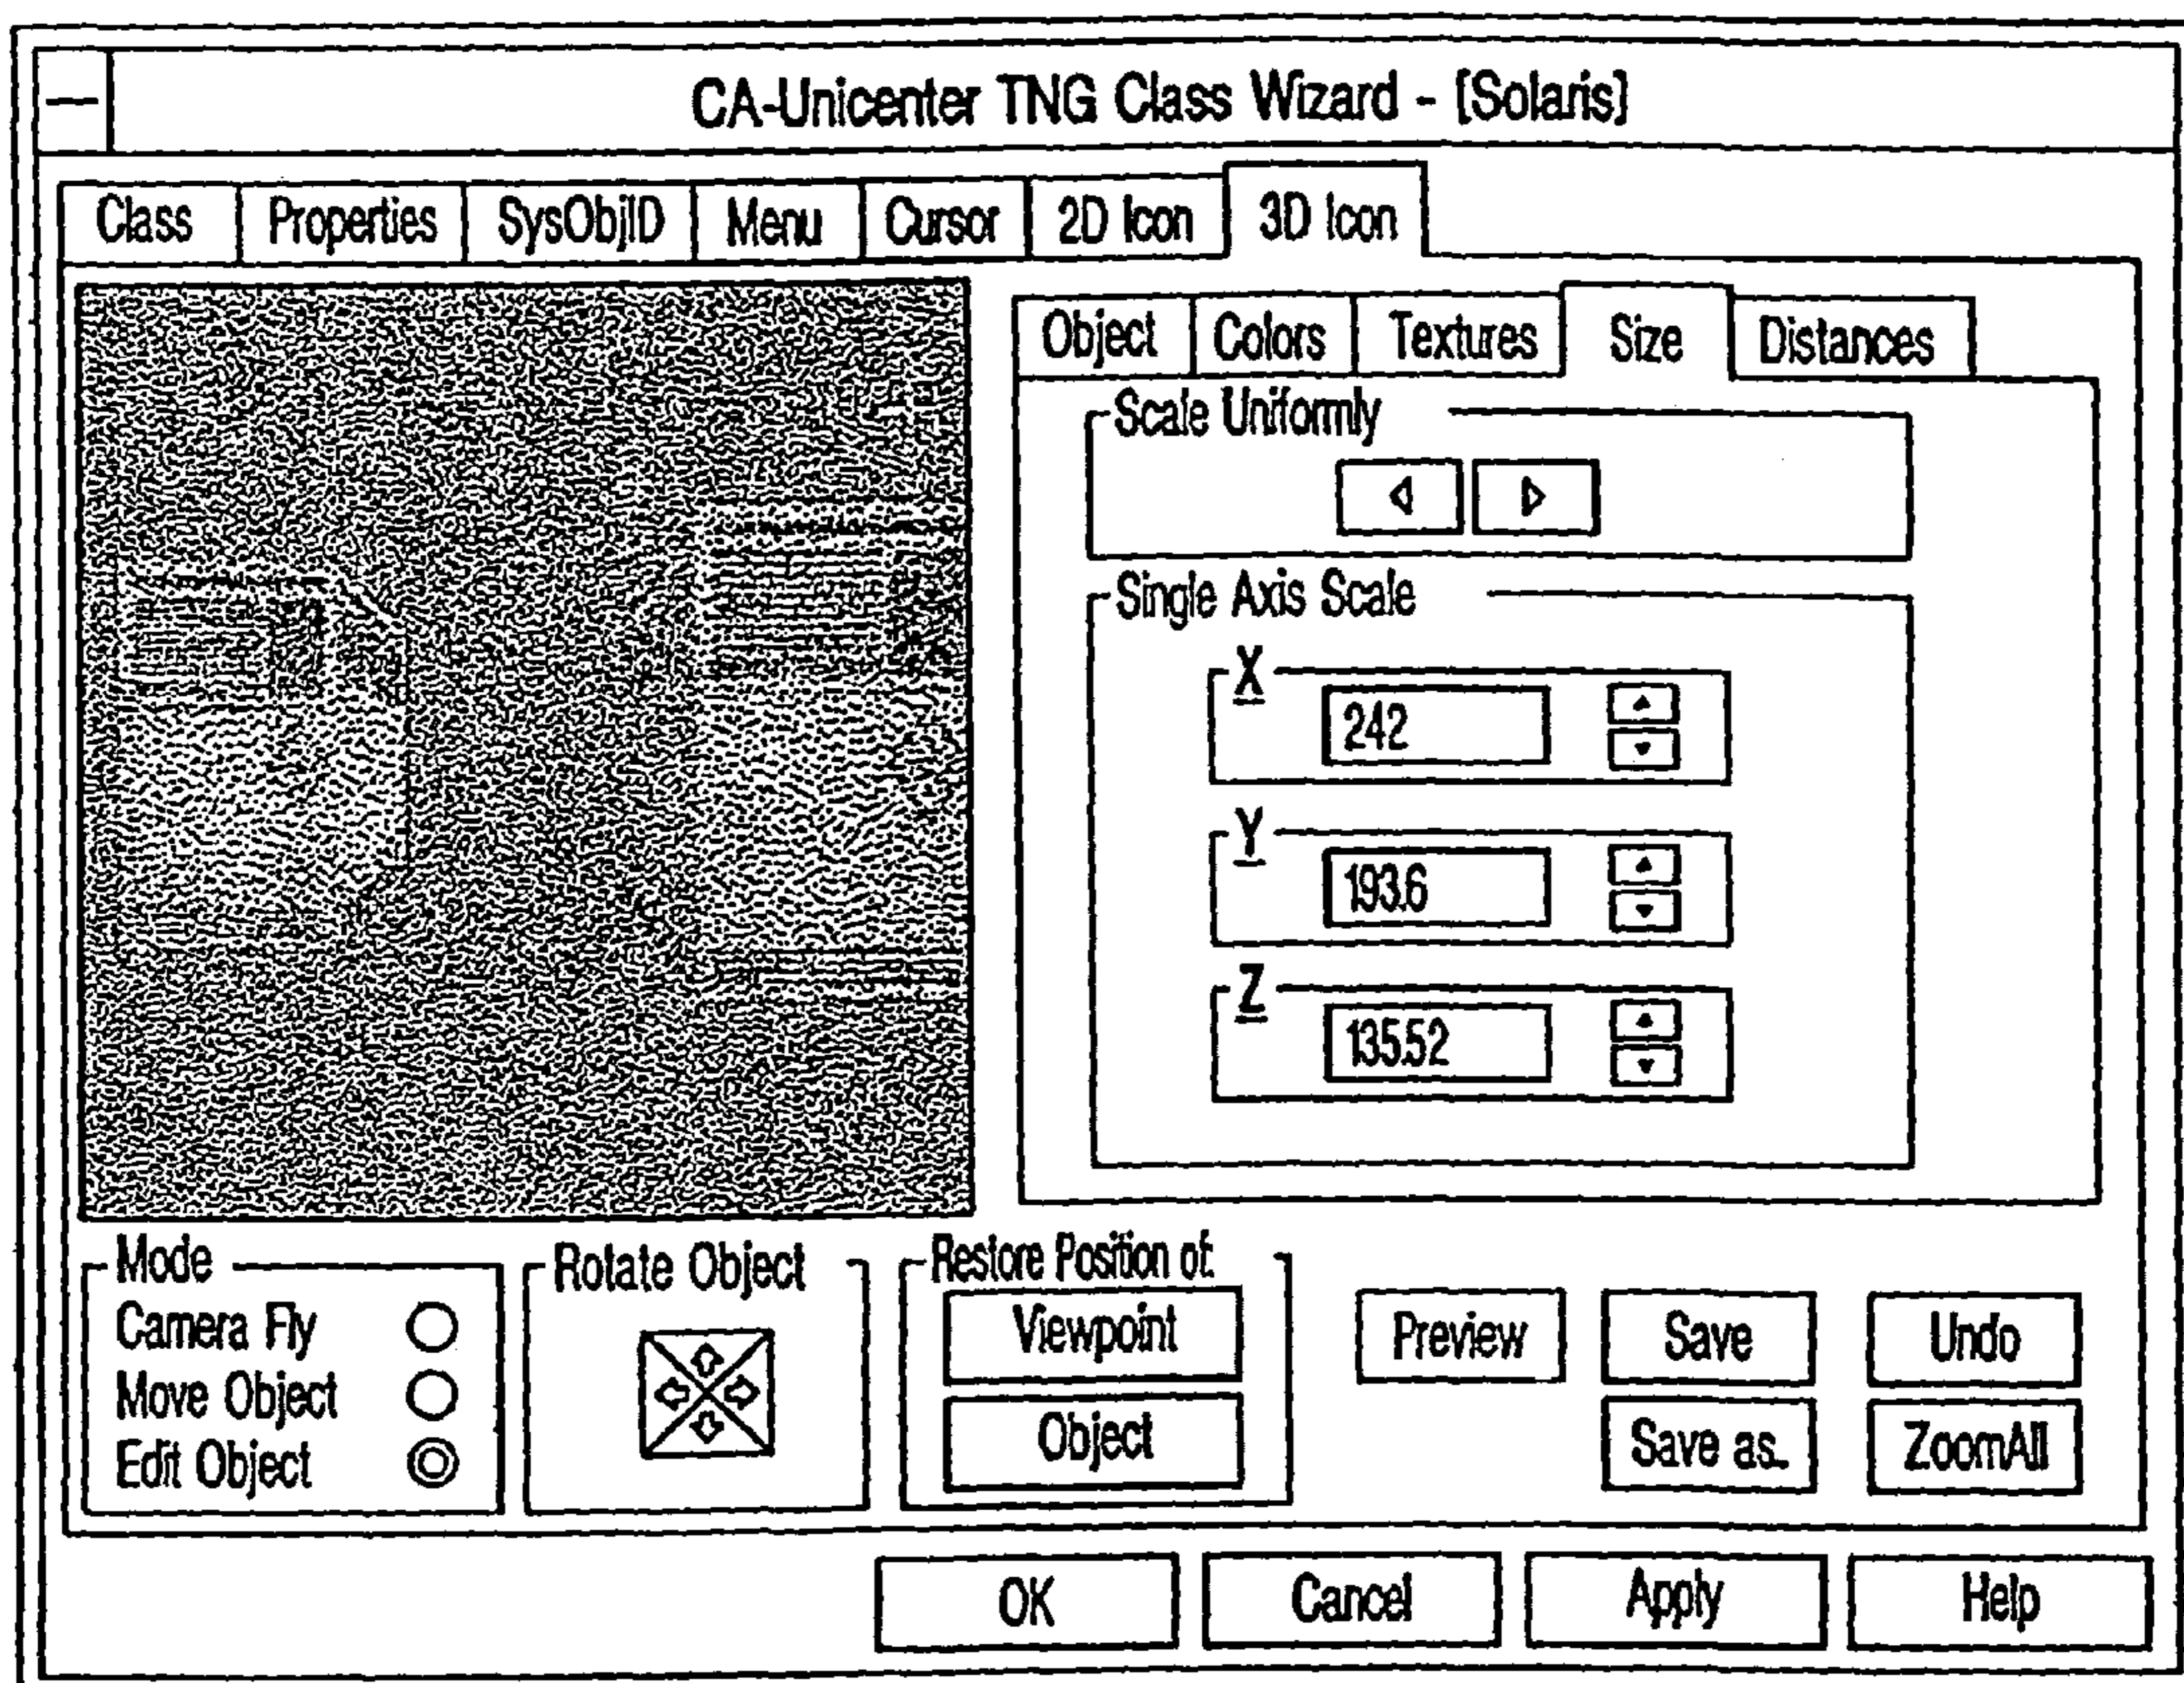 CA-Unicenter TNG Class Wizard - [Solaris]
Class Properties SysObjID Menu Cursor 2D Icon 3D Icon
Object Colors Textures Size Distances
Scale Uniformly
Single Axis Scale
X
242
Y
193.6
Z
135.52
Mode
Camera Fly
Move Object
Edit Object
Rotate Object
Restore Position of:
Viewpoint
Object
Preview Save Undo
Save as.. ZoomAll
OK Cancel Apply Help